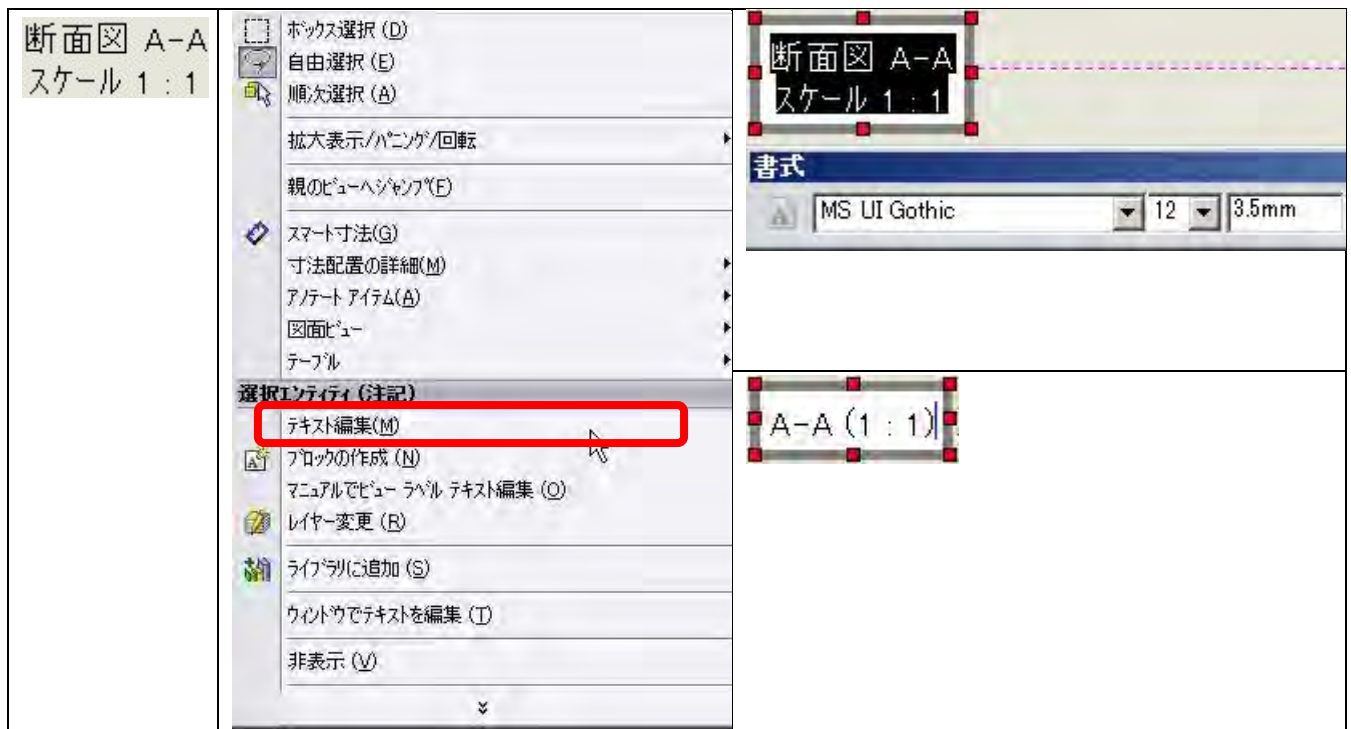 断面図 A-A
スケール 1 : 1
ボックス選択 (D)
自由選択 (E)
順次選択 (A)
拡大表示/パニング/回転
親のビューへジャンプ(F)
スマート寸法(G)
寸法配置の詳細(M)
アノテート アイテム(A)
図面ビュー
テーブル
選択エンティティ (注記)
テキスト編集(M)
ブロックの作成 (N)
マニュアルでビュー ラベル テキスト編集 (O)
レイヤー変更 (R)
ライブラリに追加 (S)
ウィンドウでテキストを編集 (T)
非表示 (V)
断面図 A-A
スケール 1 : 1
書式
MS UI Gothic 12 3.5mm
A-A (1 : 1)